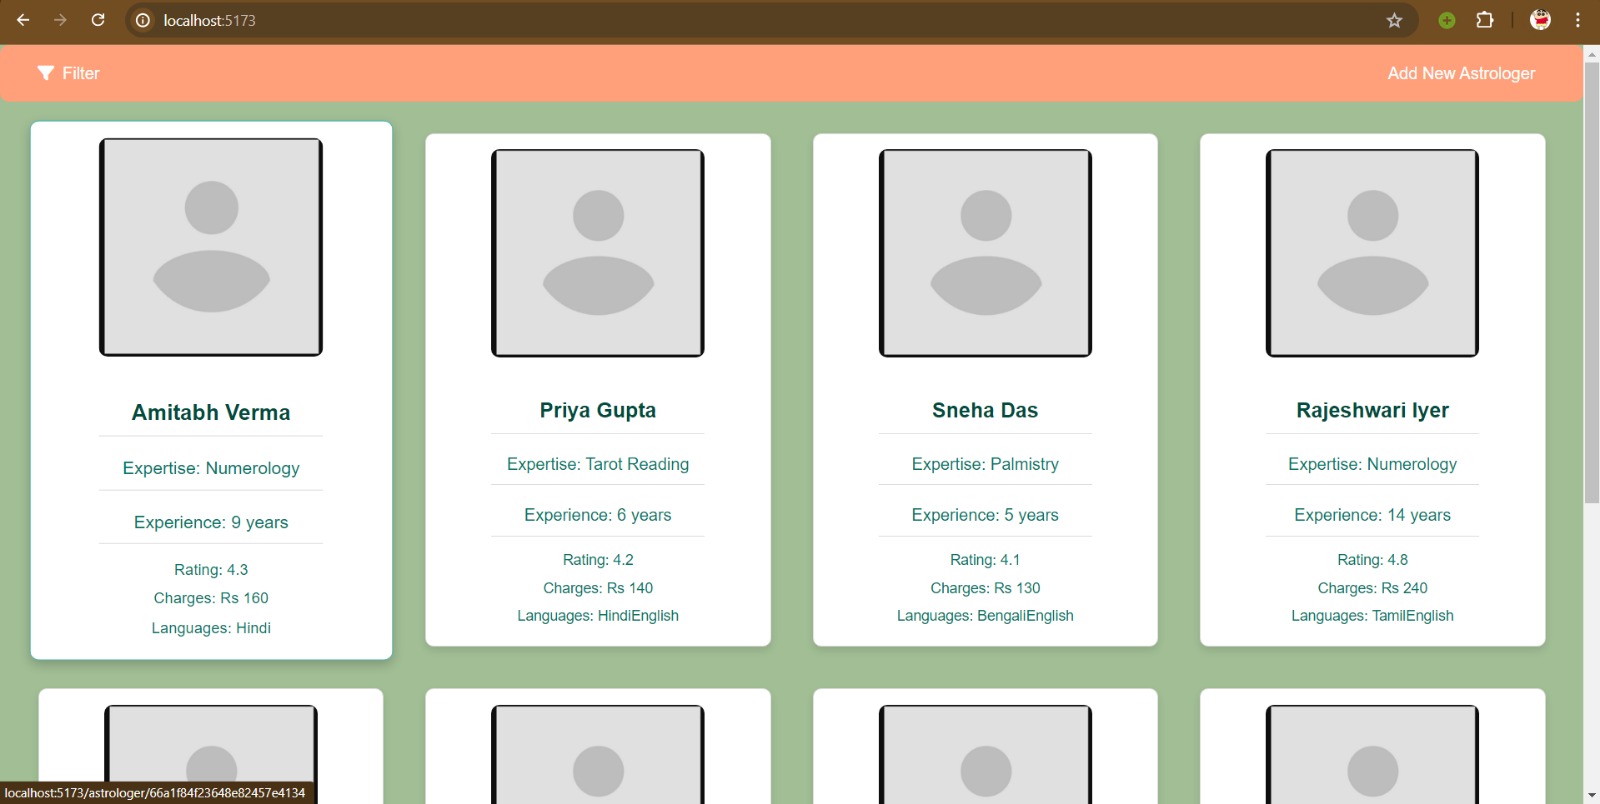 localhost:5173
Filter
Add New Astrologer
Amitabh Verma
Expertise: Numerology
Experience: 9 years
Rating: 4.3
Charges: Rs 160
Languages: Hindi
Priya Gupta
Expertise: Tarot Reading
Experience: 6 years
Rating: 4.2
Charges: Rs 140
Languages: HindiEnglish
Sneha Das
Expertise: Palmistry
Experience: 5 years
Rating: 4.1
Charges: Rs 130
Languages: BengaliEnglish
Rajeshwari Iyer
Expertise: Numerology
Experience: 14 years
Rating: 4.8
Charges: Rs 240
Languages: TamilEnglish
localhost:5173/astrologer/66a1f84f23648e82457e4134